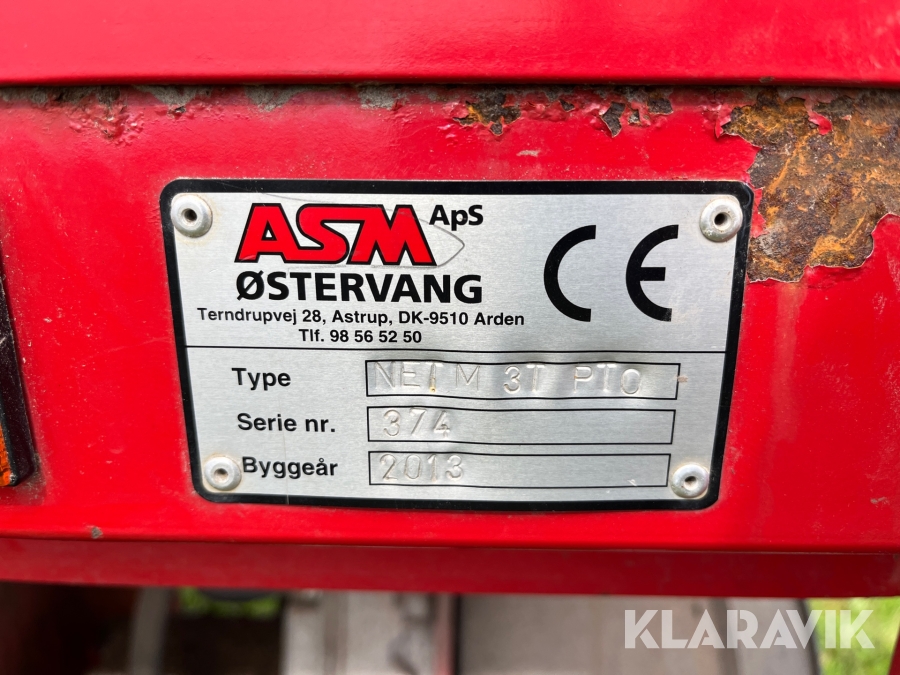 ASM ApS
ØSTERVANG
Terndrupvej 28, Astrup, DK-9510 Arden
Tlf. 98 56 52 50
CE
Type NETM 3T PTO
Serie nr. 374
Byggeår 2013
KLARAVIK